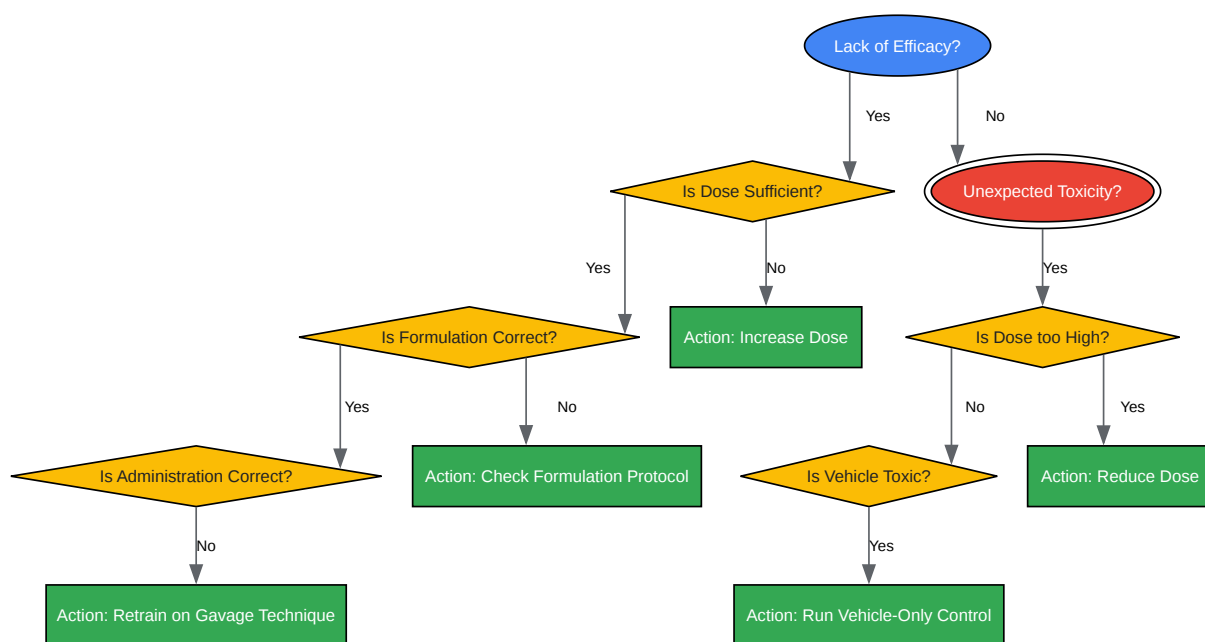 Lack of Efficacy?
Yes
No
Is Dose Sufficient?
Unexpected Toxicity?
Yes
No
Yes
Is Formulation Correct?
Action: Increase Dose
Is Dose too High?
Yes
No
No
Yes
Is Administration Correct?
Action: Check Formulation Protocol
Is Vehicle Toxic?
Action: Reduce Dose
No
Yes
Action: Retrain on Gavage Technique
Action: Run Vehicle-Only Control